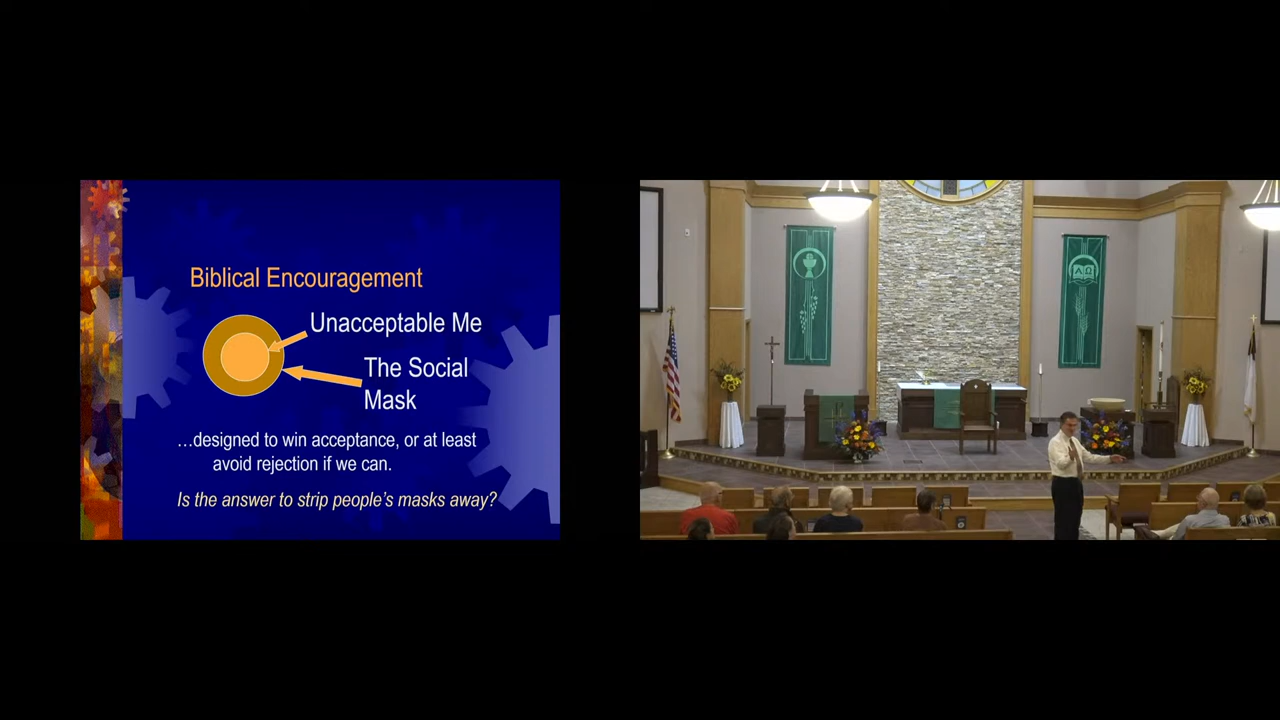 Biblical Encouragement
Unacceptable Me
The Social
Mask
…designed to win acceptance, or at least
avoid rejection if we can.
Is the answer to strip people's masks away?